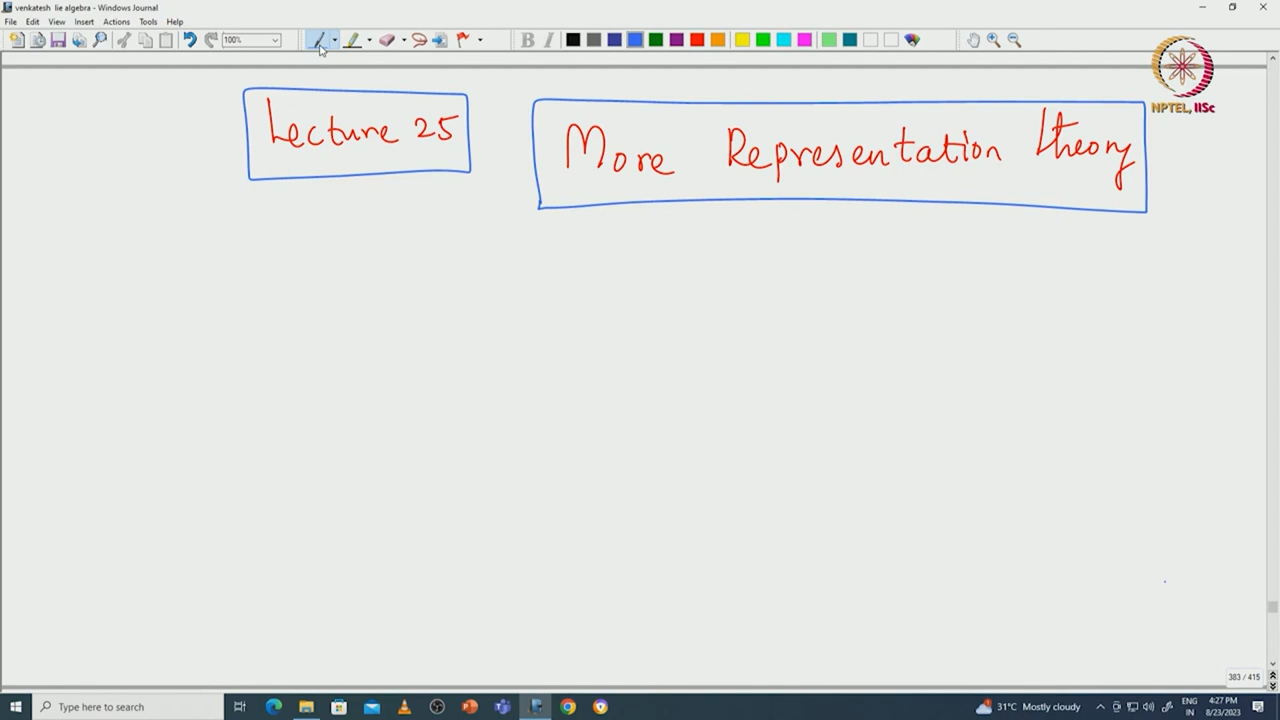 venkatesh lie algebra - Windows Journal
File Edit View Insert Actions Tools Help
100%
B I
NPTEL, IISc
Lecture 25
More Representation Theory
383 / 415
Type here to search
31°C Mostly cloudy
ENG
IN
4:27 PM
8/23/2023